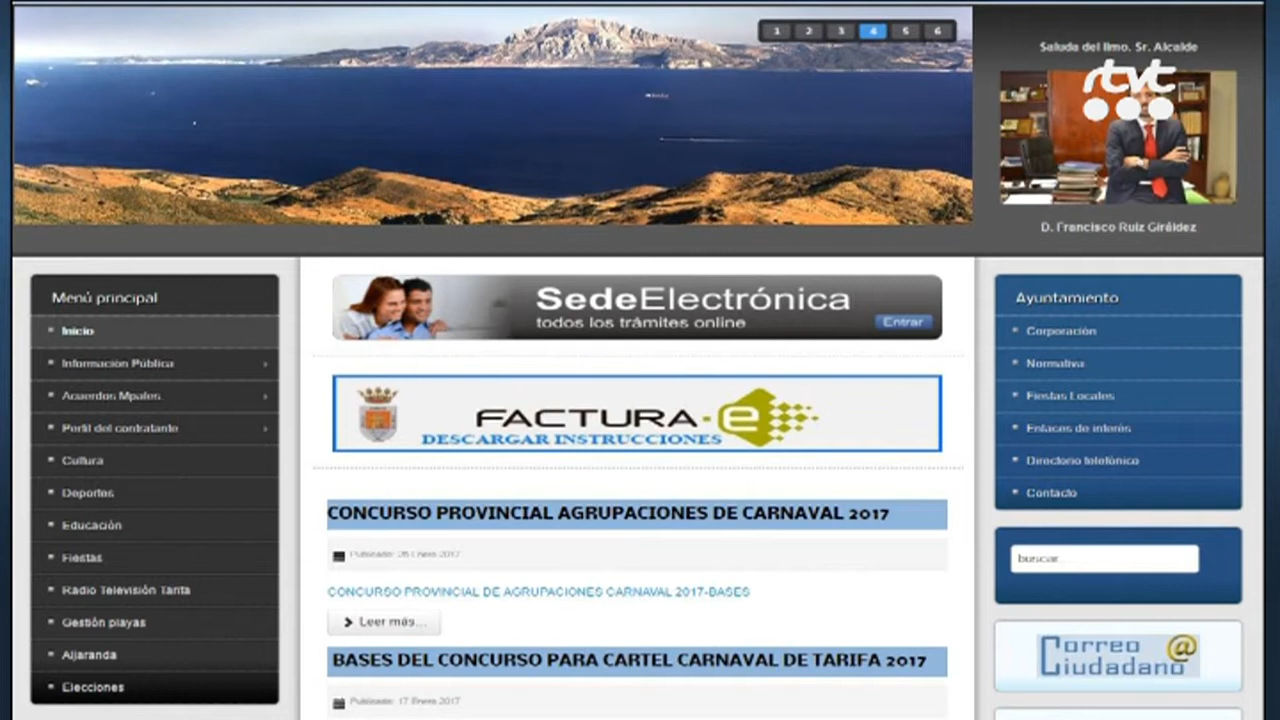 1 2 3 4 5 6
Saluda del Ilmo. Sr. Alcalde
rtvt
D. Francisco Ruiz Giráldez
Menú principal
Inicio
Información Pública
Acuerdos Mpales.
Perfil del contratante
Cultura
Deportes
Educación
Fiestas
Radio Televisión Tarifa
Gestión playas
Aljaranda
Elecciones
SedeElectrónica
todos los trámites online
Entrar
FACTURA-e
DESCARGAR INSTRUCCIONES
CONCURSO PROVINCIAL AGRUPACIONES DE CARNAVAL 2017
Publicado: 26 Enero 2017
CONCURSO PROVINCIAL DE AGRUPACIONES CARNAVAL 2017-BASES
Leer más...
BASES DEL CONCURSO PARA CARTEL CARNAVAL DE TARIFA 2017
Publicado: 17 Enero 2017
Ayuntamiento
Corporación
Normativa
Fiestas Locales
Enlaces de interés
Directorio telefónico
Contacto
buscar...
Correo
Ciudadano @